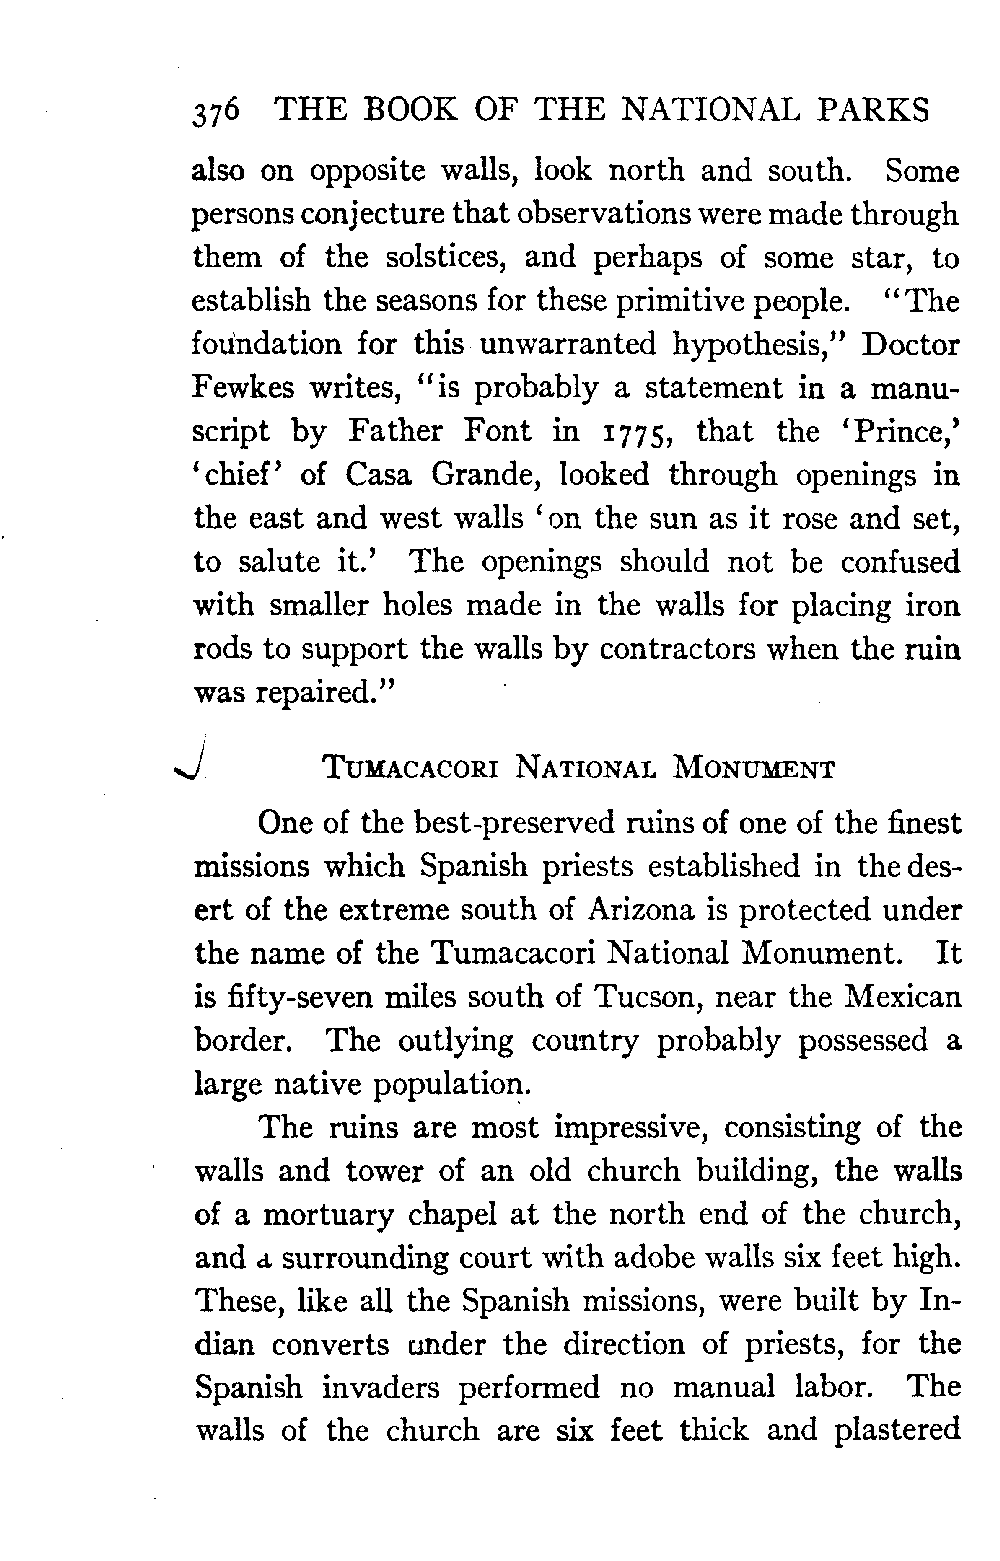 376 THE BOOK OF THE NATIONAL PARKS
also on opposite walls, look north and south. Some
persons conjecture that observations were made through
them of the solstices, and perhaps of some star, to
establish the seasons for these primitive people. “The
foundation for this unwarranted hypothesis,” Doctor
Fewkes writes, “is probably a statement in a manu-
script by Father Font in 1775, that the ‘Prince,’
‘chief’ of Casa Grande, looked through openings in
the east and west walls ‘on the sun as it rose and set,
to salute it.’ The openings should not be confused
with smaller holes made in the walls for placing iron
rods to support the walls by contractors when the ruin
was repaired.”
TUMACACORI NATIONAL MONUMENT
One of the best-preserved ruins of one of the finest
missions which Spanish priests established in the des-
ert of the extreme south of Arizona is protected under
the name of the Tumacacori National Monument. It
is fifty-seven miles south of Tucson, near the Mexican
border. The outlying country probably possessed a
large native population.
The ruins are most impressive, consisting of the
walls and tower of an old church building, the walls
of a mortuary chapel at the north end of the church,
and a surrounding court with adobe walls six feet high.
These, like all the Spanish missions, were built by In-
dian converts under the direction of priests, for the
Spanish invaders performed no manual labor. The
walls of the church are six feet thick and plastered